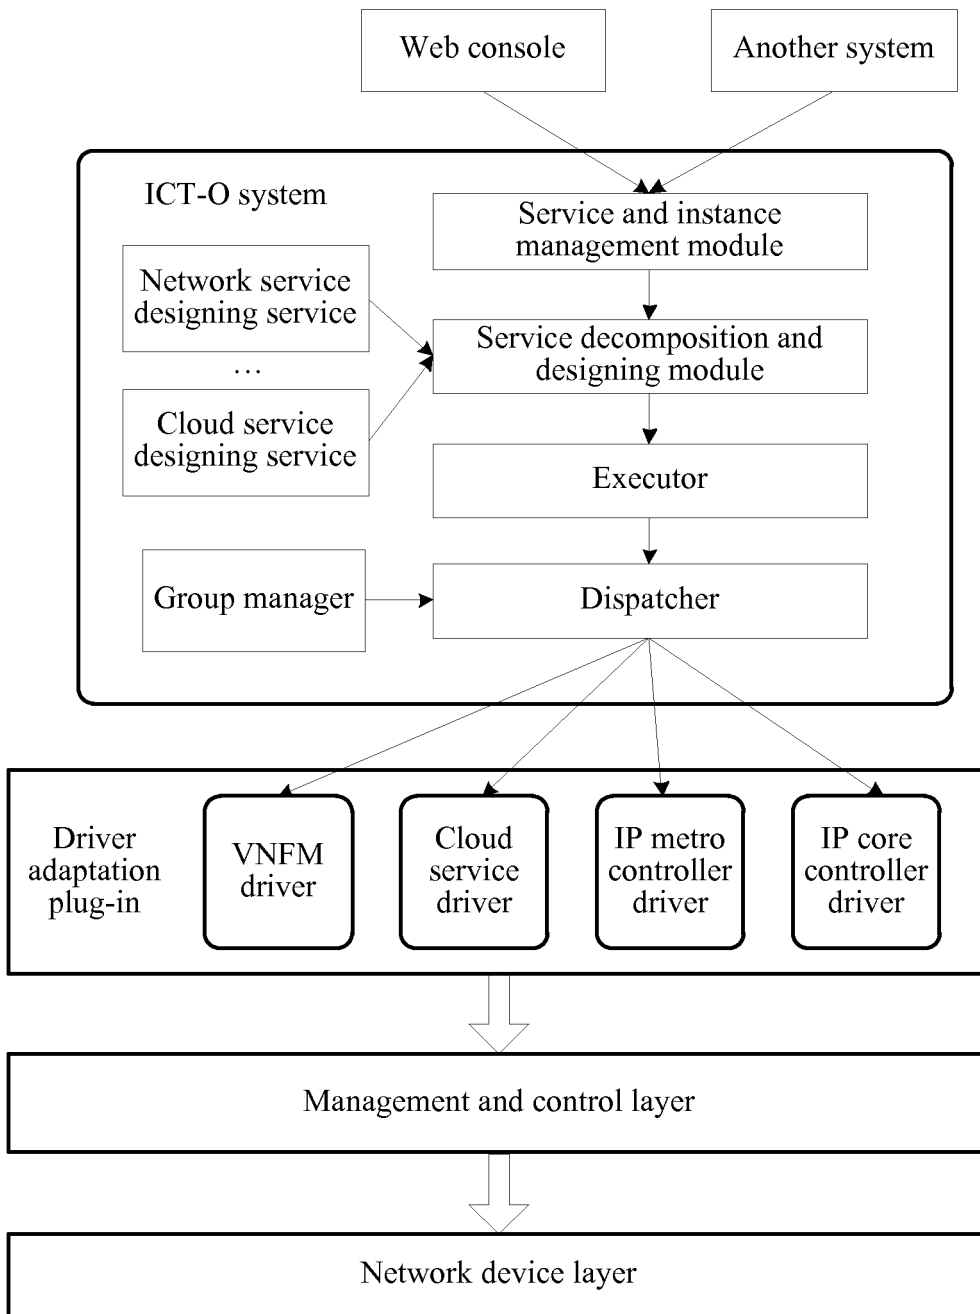 Web console
Another system
ICT-O system
Service and instance
management module
Network service
designing service
Service decomposition and
designing module
…
Cloud service
designing service
Executor
Group manager
Dispatcher
Driver
adaptation
plug-in
VNFM
driver
Cloud
service
driver
IP metro
controller
driver
IP core
controller
driver
Management and control layer
Network device layer